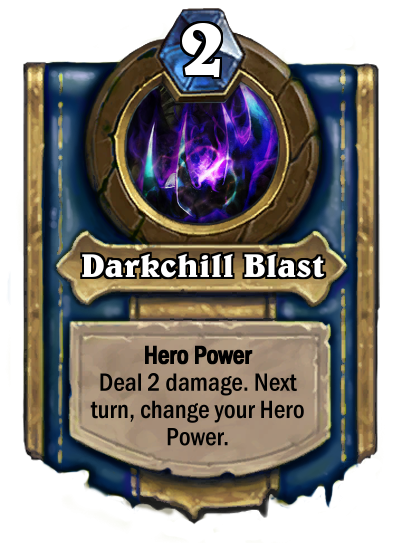 2
Darkchill Blast
Hero Power
Deal 2 damage. Next
turn, change your Hero
Power.